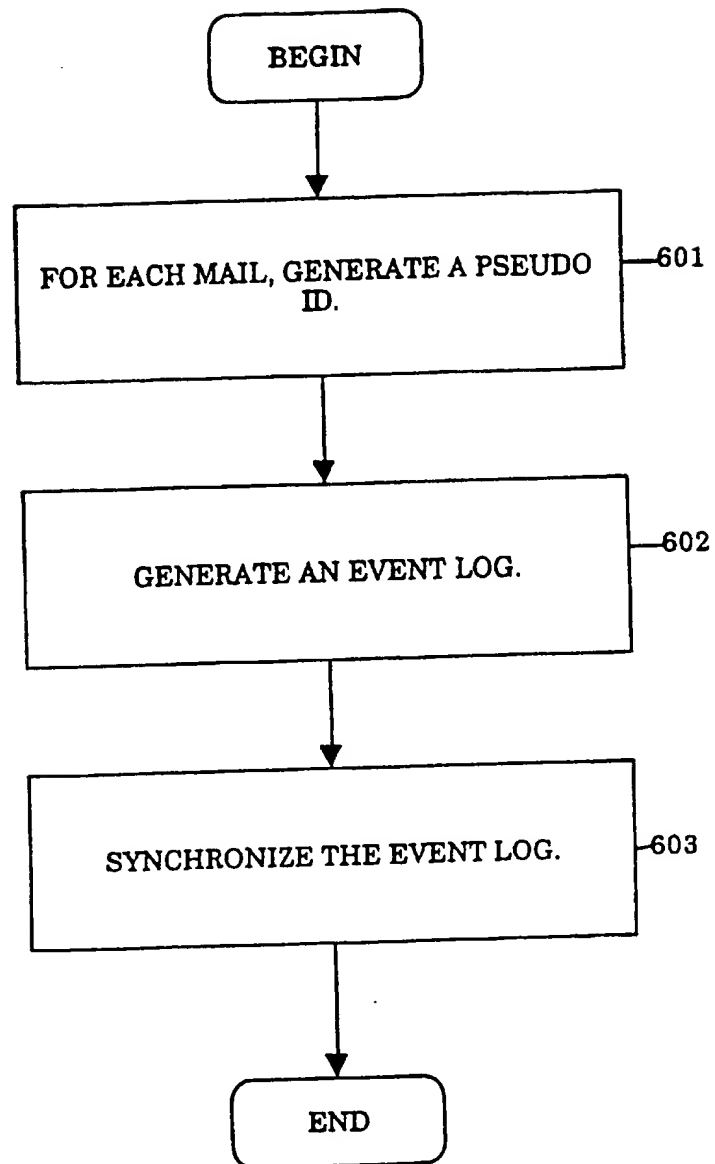 BEGIN
FOR EACH MAIL, GENERATE A PSEUDO
ID.
601
GENERATE AN EVENT LOG.
602
SYNCHRONIZE THE EVENT LOG.
603
END